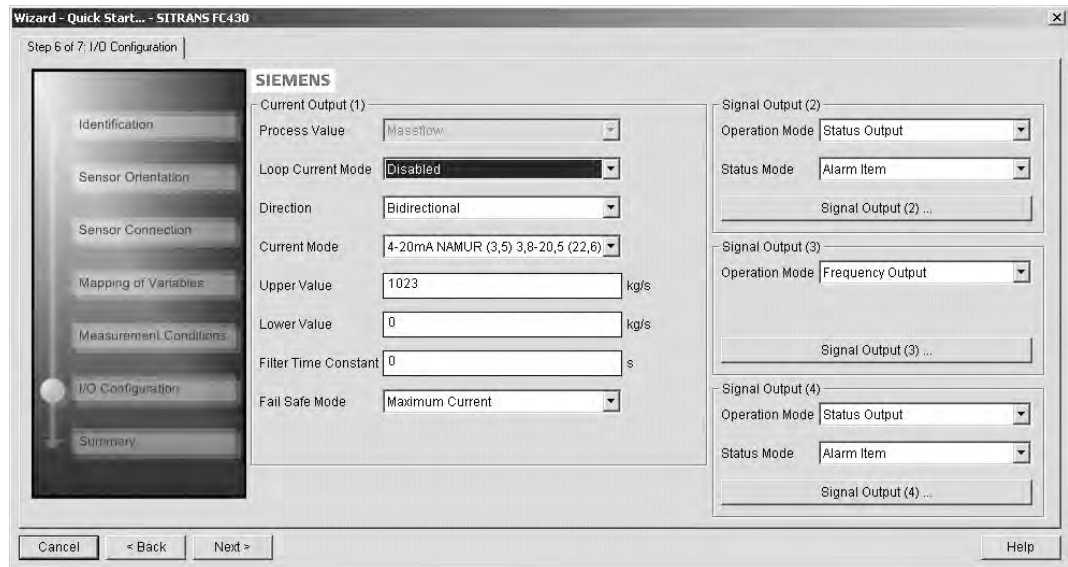 Wizard - Quick Start... - SITRANS FC430
Step 6 of 7: I/O Configuration
Identification
Sensor Orientation
Sensor Connection
Mapping of Variables
Measurement Conditions
I/O Configuration
Summary
SIEMENS
Current Output (1)
Process Value Massflow
Loop Current Mode Disabled
Direction Bidirectional
Current Mode 4-20mA NAMUR (3,5) 3,8-20,5 (22,6)
Upper Value 1023 kg/s
Lower Value 0 kg/s
Filter Time Constant 0 s
Fail Safe Mode Maximum Current
Signal Output (2)
Operation Mode Status Output
Status Mode Alarm Item
Signal Output (2) ...
Signal Output (3)
Operation Mode Frequency Output
Signal Output (3) ...
Signal Output (4)
Operation Mode Status Output
Status Mode Alarm Item
Signal Output (4) ...
Cancel < Back Next > Help